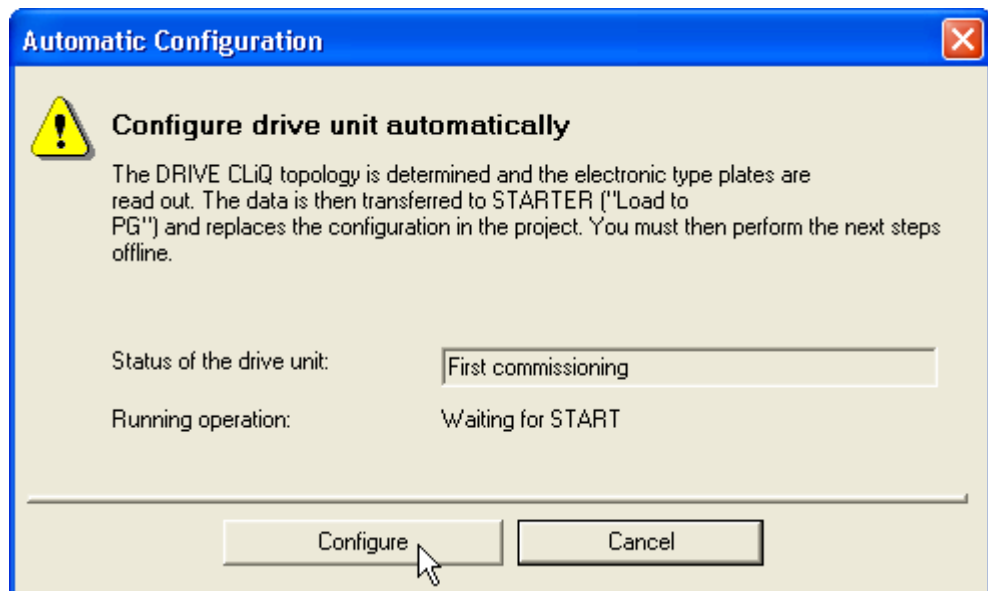 Automatic Configuration
Configure drive unit automatically
The DRIVE CLiQ topology is determined and the electronic type plates are
read out. The data is then transferred to STARTER ("Load to
PG") and replaces the configuration in the project. You must then perform the next steps
offline.
Status of the drive unit: First commissioning
Running operation: Waiting for START
Configure Cancel